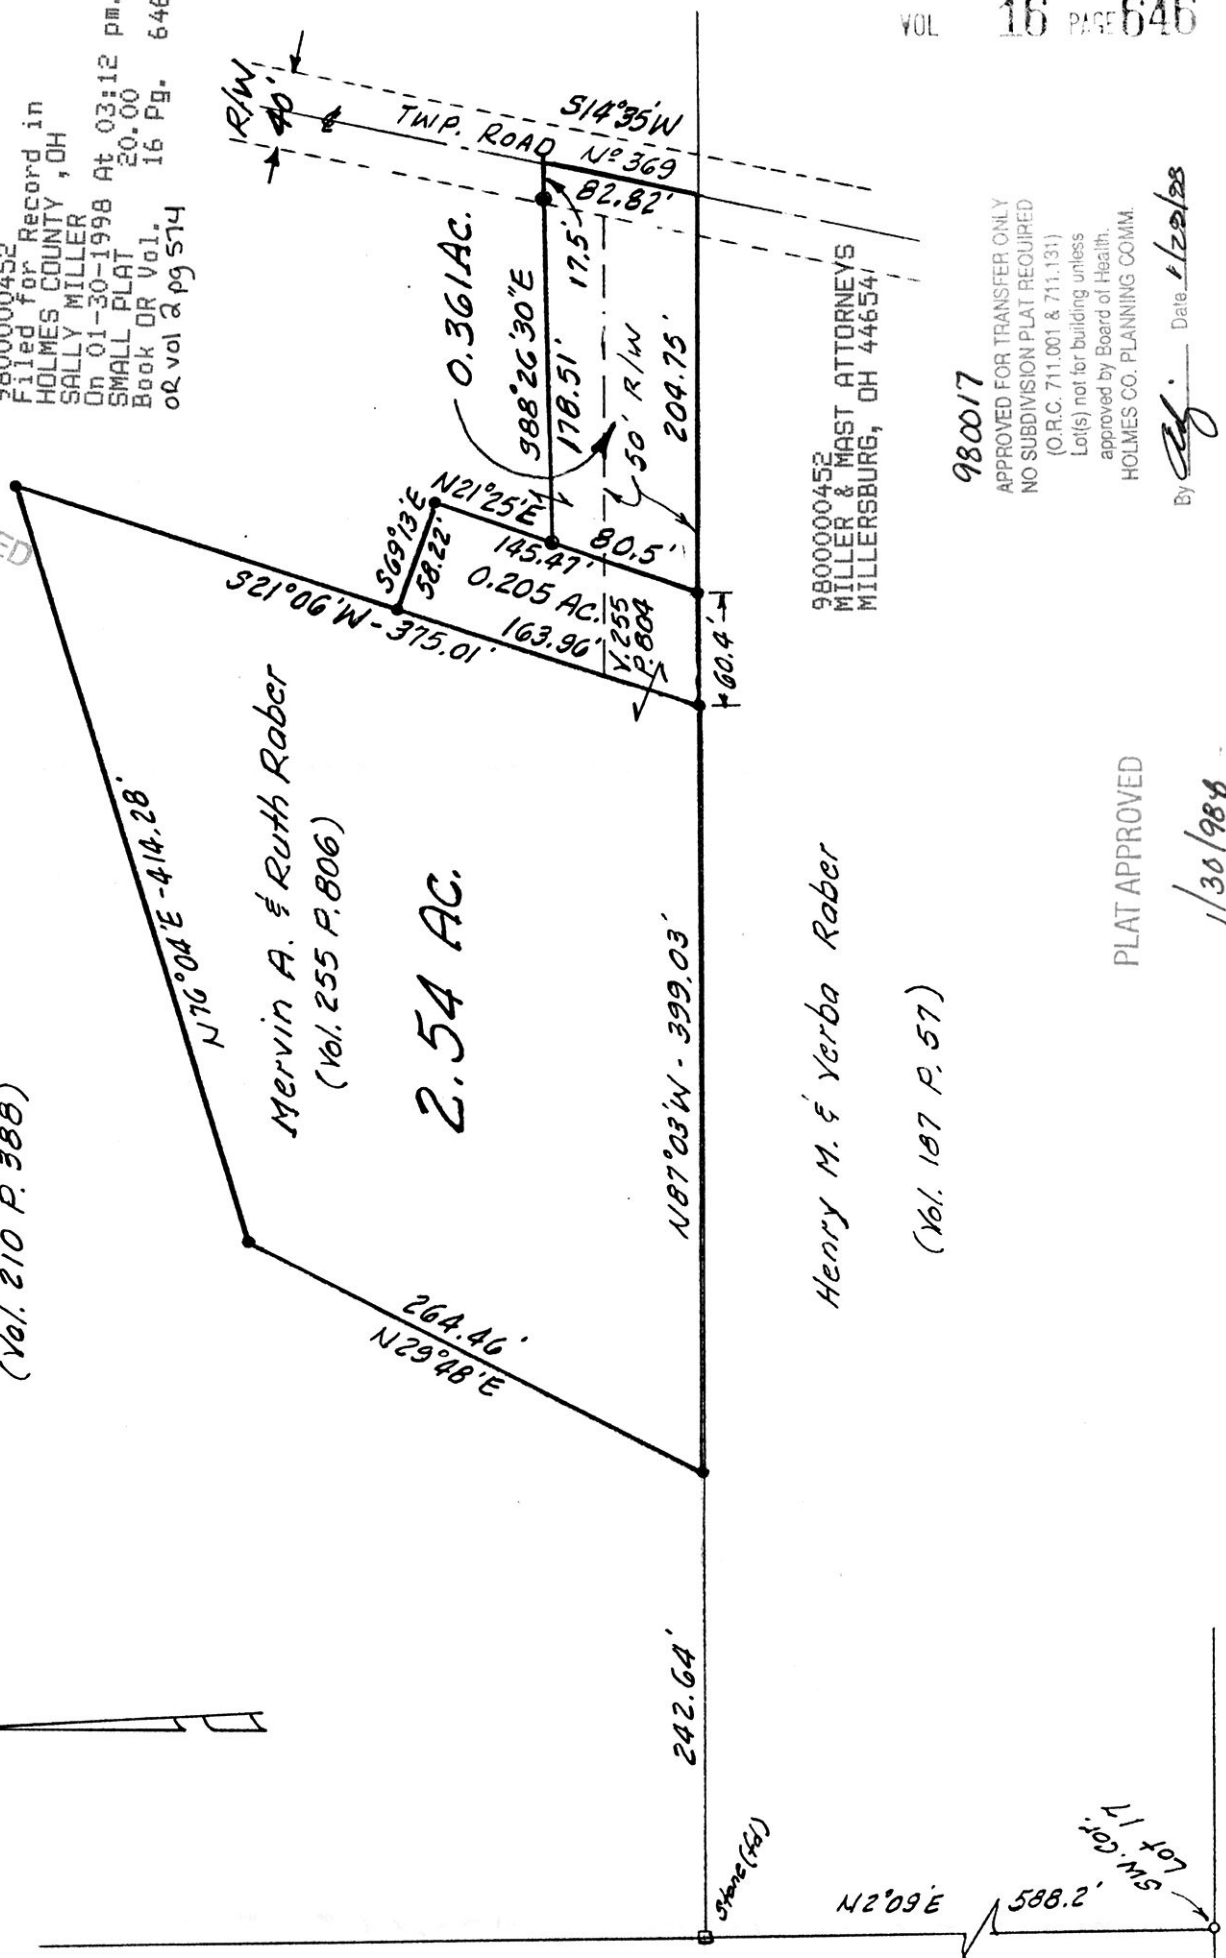 VOL 16 PAGE 646
Filed for Record in
HOLMES COUNTY ,OH
SALLY MILLER
On 01-30-1998 At 03:12 pm.
SMALL PLAT 20.00
Book OR Vol. 16 Pg. 646
OR Vol 2 pg 574
R/W
40'
TWP. ROAD Nº 369
S14°35'W
82.82'
0.361Ac.
S88°26'30"E
178.51'
17.5'
50' R/W
204.75'
N21°25'E
145.47'
80.5'
S69°13'E
58.22'
0.205 Ac.
163.96'
V.255
P.804
60.4'
S21°06'W - 375.01'
N76°04'E - 414.28'
Mervin A. & Ruth Raber
(Vol. 255 P.806)
2.54 AC.
N87°03'W - 399.03'
264.46'
N29°48'E
(Vol. 210 P. 388)
Henry M. & Verba Raber
(Vol. 187 P. 57)
242.64'
Stone(fd)
N2°09'E
588.2'
SW. Cor.
Lot 17
9800000452
MILLER & MAST ATTORNEYS
MILLERSBURG, OH 44654
980017
APPROVED FOR TRANSFER ONLY
NO SUBDIVISION PLAT REQUIRED
(O.R.C. 711.001 & 711.131)
Lot(s) not for building unless
approved by Board of Health.
HOLMES CO. PLANNING COMM.
By Date 1/29/98
PLAT APPROVED